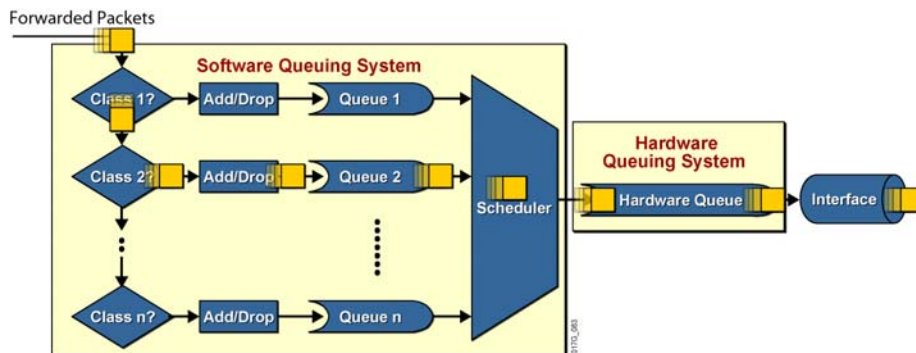 Forwarded Packets
Software Queuing System
Class 1?
Add/Drop
Queue 1
Hardware
Queuing System
Class 2?
Add/Drop
Queue 2
Scheduler
Hardware Queue
Interface
Class n?
Add/Drop
Queue n